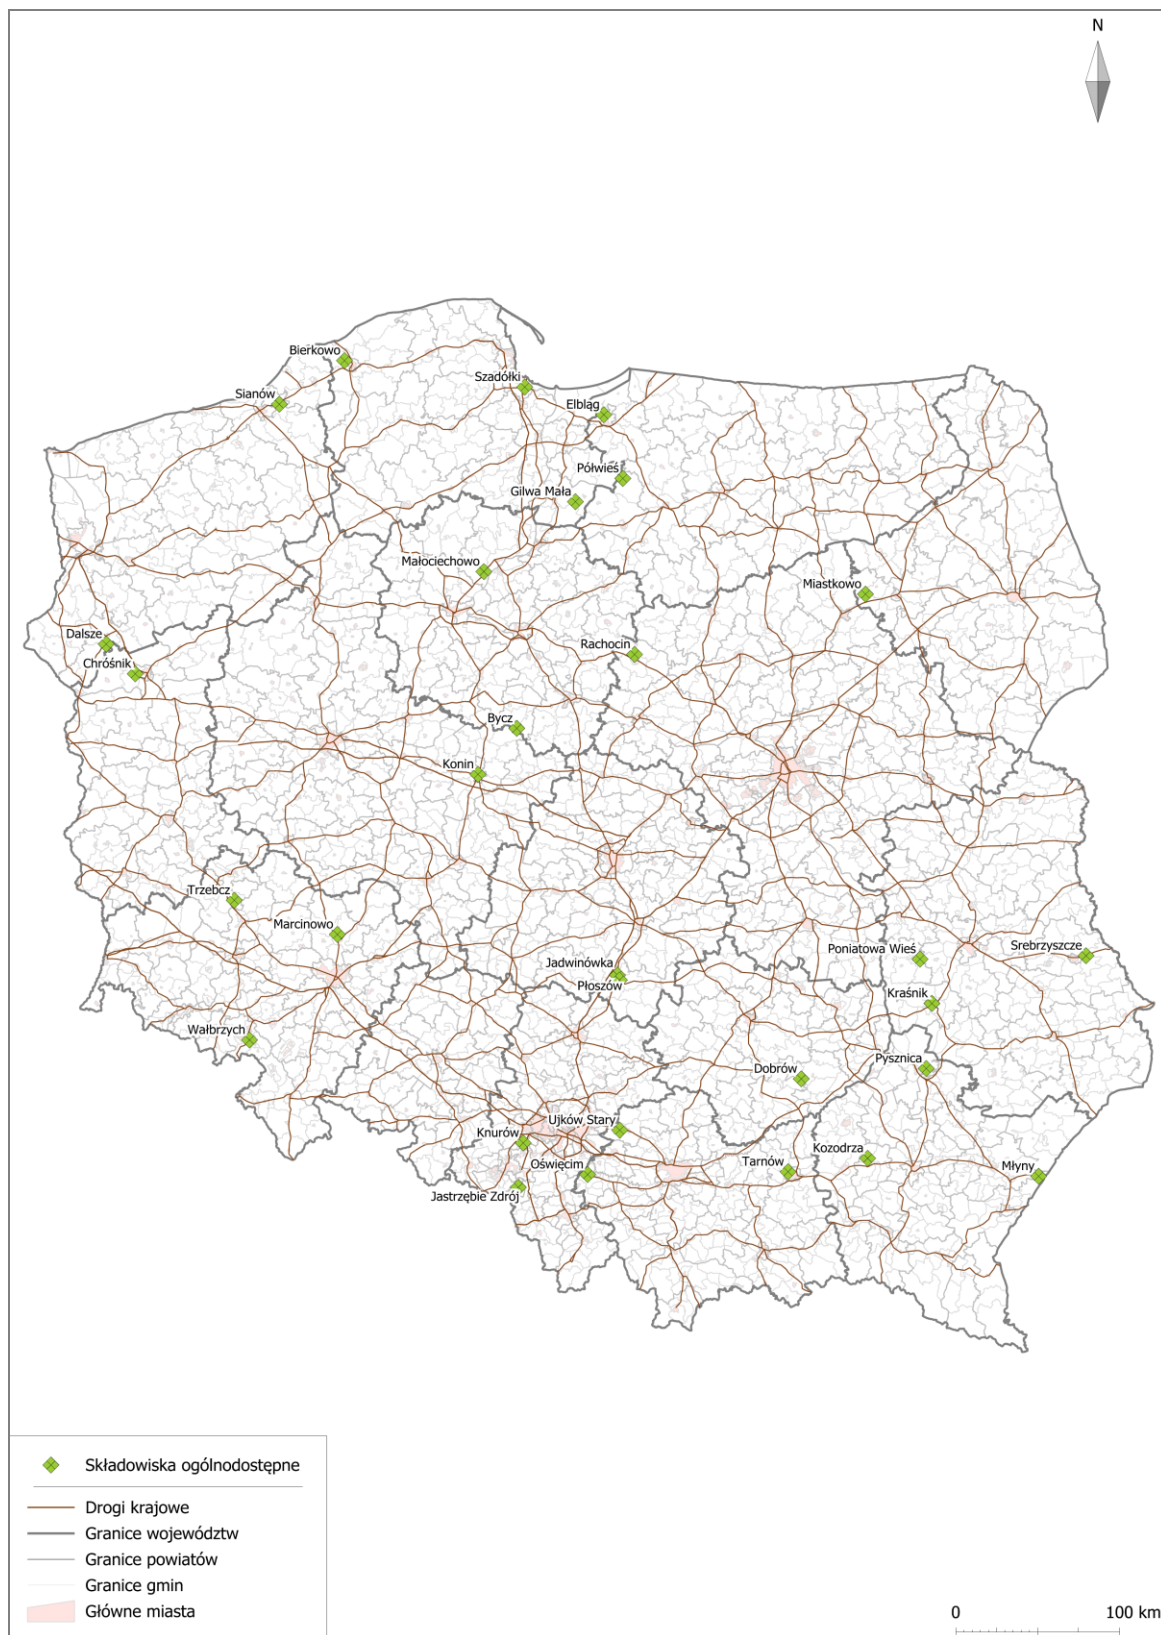 N
Bierkowo
Szadółki
Sianów
Elbląg
Półwieś
Gilwa Mała
Małociechowo
Miastkowo
Dalsze
Rachocin
Chróśnik
Bycz
Konin
Trzebcz
Marcinowo
Srebrzyszcze
Poniatowa Wieś
Jadwinówka
Płoszów
Kraśnik
Wałbrzych
Pysznica
Dobrów
Ujków Stary
Knurów
Kozodrza
Oświęcim
Tarnów
Młyny
Jastrzębie Zdrój
Składowiska ogólnodostępne
Drogi krajowe
Granice województw
Granice powiatów
Granice gmin
Główne miasta
0 100 km